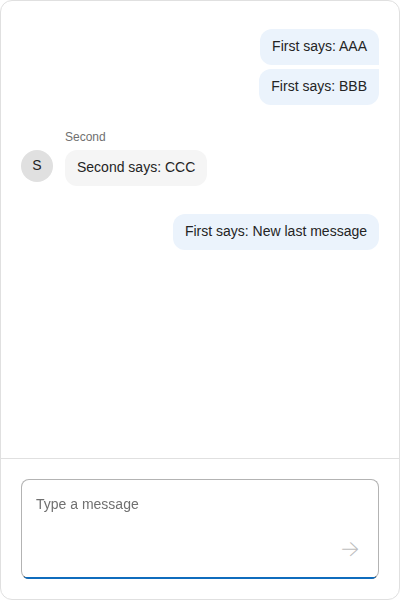 First says: AAA
First says: BBB
Second
S
Second says: CCC
First says: New last message
Type a message